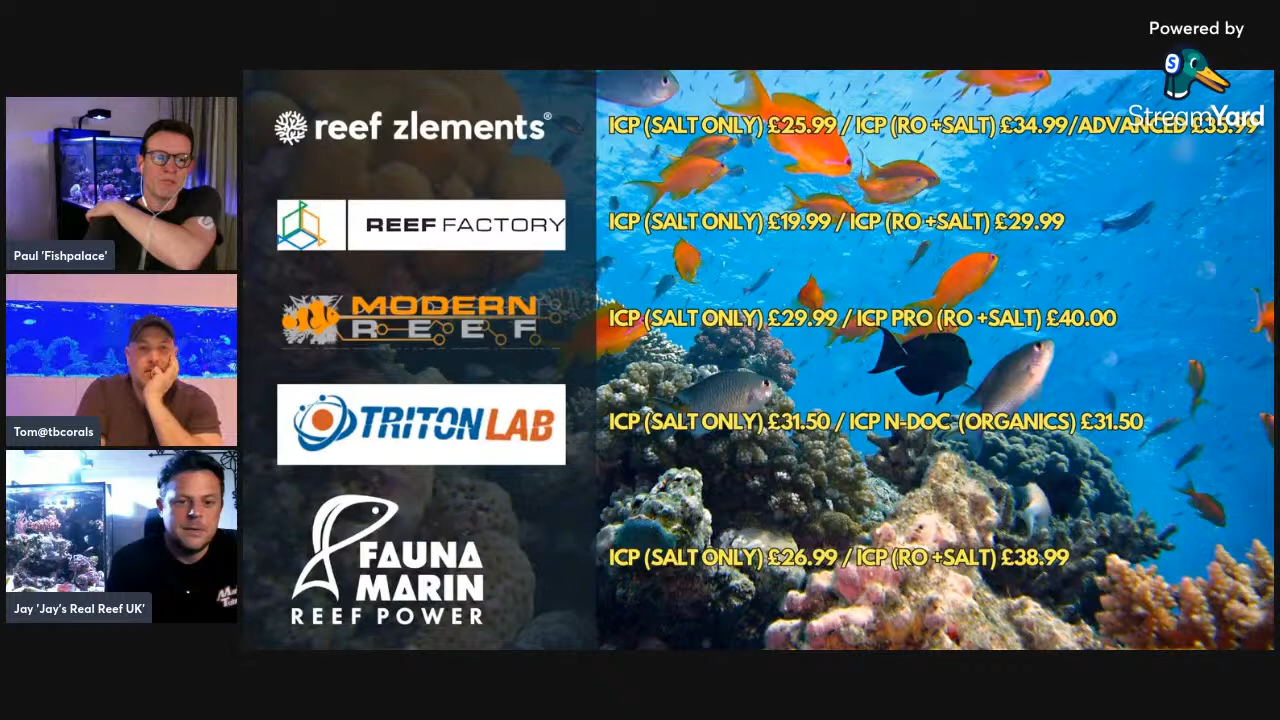 Powered by
StreamYard
reef zlements®
ICP (SALT ONLY) £25.99 / ICP (RO +SALT) £34.99/ADVANCED £35.99
REEF FACTORY
ICP (SALT ONLY) £19.99 / ICP (RO +SALT) £29.99
MODERN
REEF
ICP (SALT ONLY) £29.99 / ICP PRO (RO +SALT) £40.00
TRITON LAB
ICP (SALT ONLY) £31.50 / ICP N-DOC (ORGANICS) £31.50
FAUNA
MARIN
REEF POWER
ICP (SALT ONLY) £26.99 / ICP (RO +SALT) £38.99
Paul 'Fishpalace'
Tom@tbcorals
Jay 'Jay's Real Reef UK'